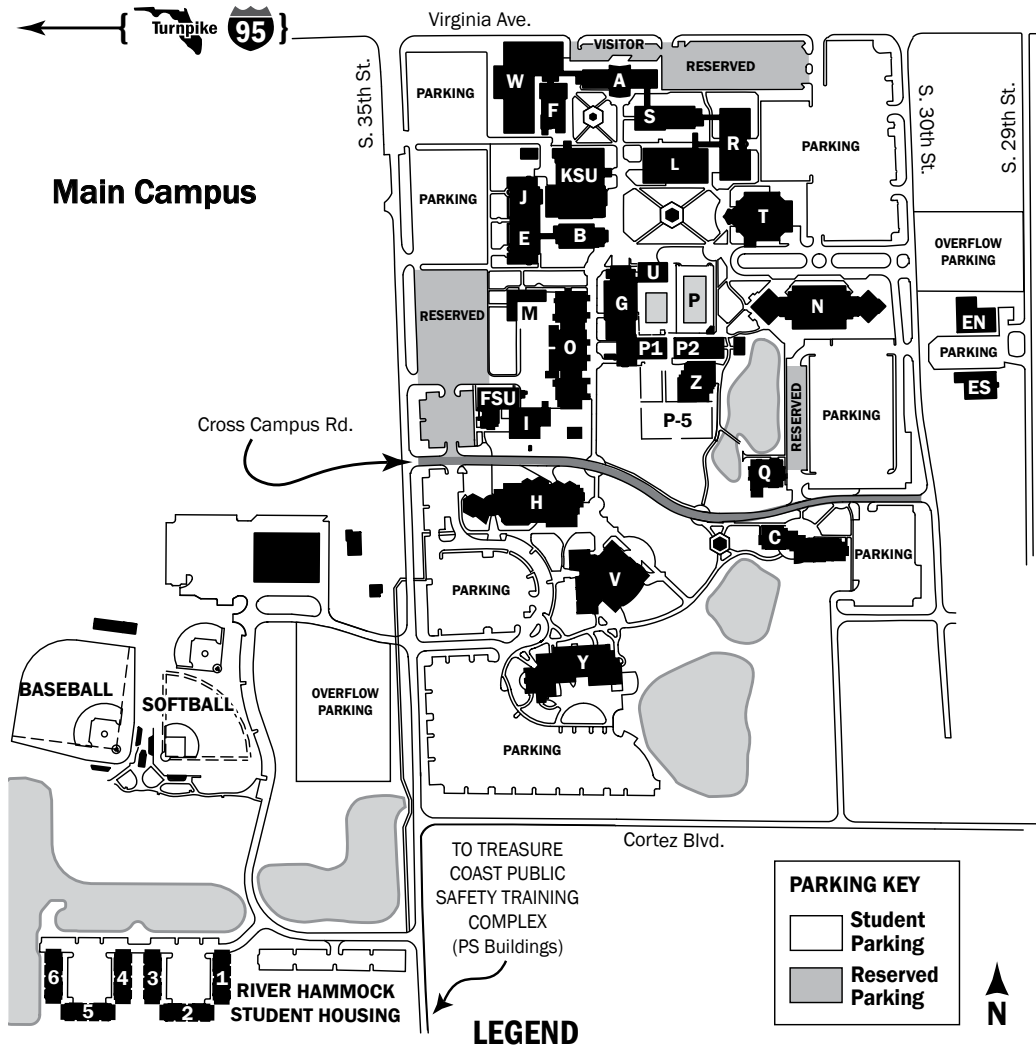 Virginia Ave.
Turnpike
95
VISITOR
RESERVED
S. 35th St.
S. 30th St.
S. 29th St.
W
A
F
S
R
PARKING
PARKING
L
KSU
Main Campus
PARKING
J
T
E
B
OVERFLOW
PARKING
U
G
P
N
RESERVED
M
EN
O
P1
P2
PARKING
Z
ES
FSU
I
P-5
RESERVED
PARKING
Cross Campus Rd.
Q
H
C
PARKING
V
PARKING
Y
BASEBALL
SOFTBALL
OVERFLOW
PARKING
PARKING
Cortez Blvd.
TO TREASURE
COAST PUBLIC
SAFETY TRAINING
COMPLEX
(PS Buildings)
PARKING KEY
Student
Parking
Reserved
Parking
N
6
4
3
1
5
2
RIVER HAMMOCK
STUDENT HOUSING
LEGEND